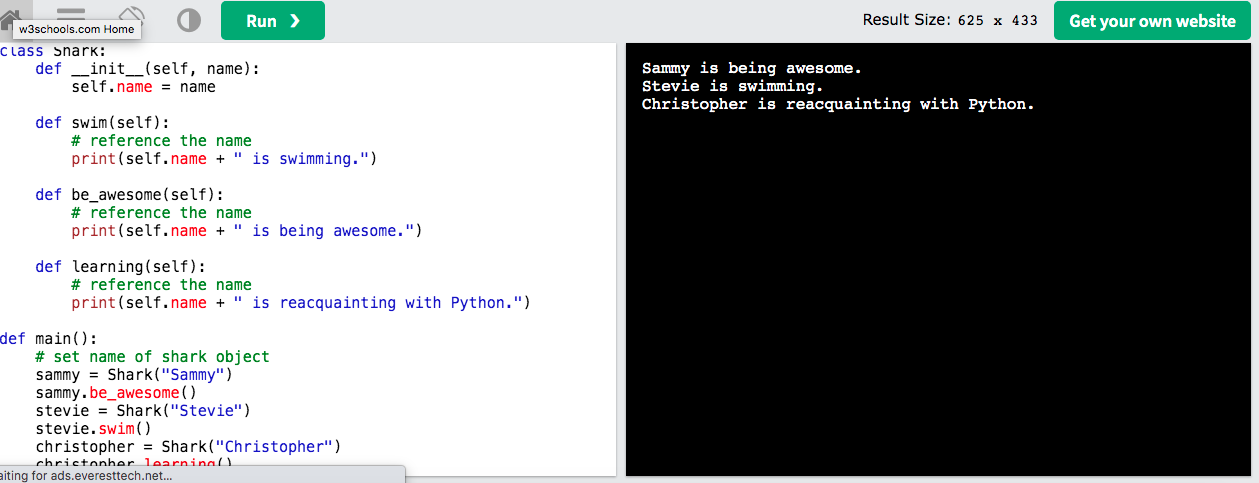 Run ❯
Result Size: 625 x 433
Get your own website
w3schools.com Home
class Shark:
    def __init__(self, name):
        self.name = name
    def swim(self):
        # reference the name
        print(self.name + " is swimming.")
    def be_awesome(self):
        # reference the name
        print(self.name + " is being awesome.")
    def learning(self):
        # reference the name
        print(self.name + " is reacquainting with Python.")
def main():
    # set name of shark object
    sammy = Shark("Sammy")
    sammy.be_awesome()
    stevie = Shark("Stevie")
    stevie.swim()
    christopher = Shark("Christopher")
    christopher.learning()
aiting for ads.everesttech.net...
Sammy is being awesome.
Stevie is swimming.
Christopher is reacquainting with Python.